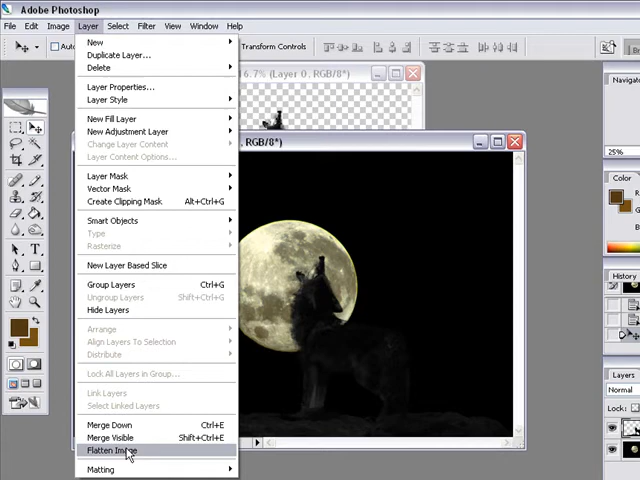 Adobe Photoshop
File Edit Image Layer Select Filter View Window Help
Auto Transform Controls
New
Duplicate Layer...
Delete
Layer Properties...
Layer Style
New Fill Layer
New Adjustment Layer
Change Layer Content
Layer Content Options...
Layer Mask
Vector Mask
Create Clipping Mask Alt+Ctrl+G
Smart Objects
Type
Rasterize
New Layer Based Slice
Group Layers Ctrl+G
Ungroup Layers Shift+Ctrl+G
Hide Layers
Arrange
Align Layers To Selection
Distribute
Lock All Layers in Group...
Link Layers
Select Linked Layers
Merge Down Ctrl+E
Merge Visible Shift+Ctrl+E
Flatten Image
Matting
6.7% (Layer 0, RGB/8*)
RGB/8*)
Navigato
25%
Color
R
G
B
History
Layers
Normal
Lock: